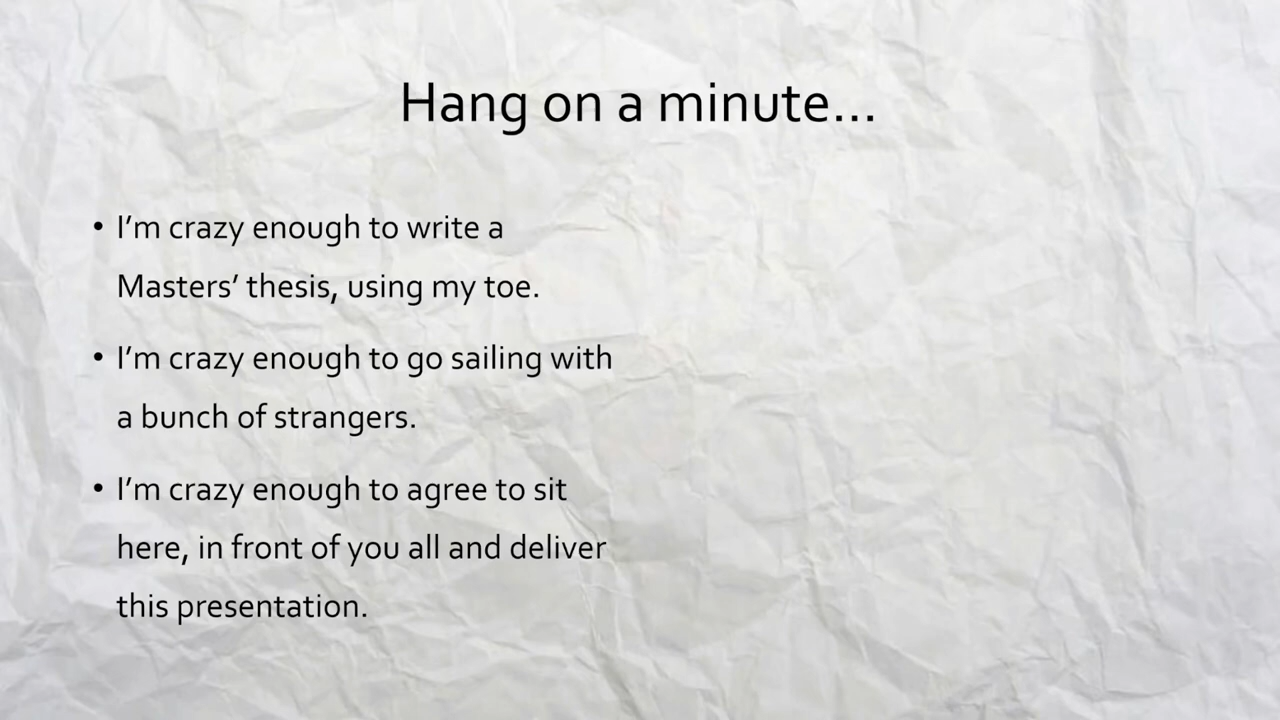 Hang on a minute...
• I’m crazy enough to write a
Masters’ thesis, using my toe.
• I’m crazy enough to go sailing with
a bunch of strangers.
• I’m crazy enough to agree to sit
here, in front of you all and deliver
this presentation.